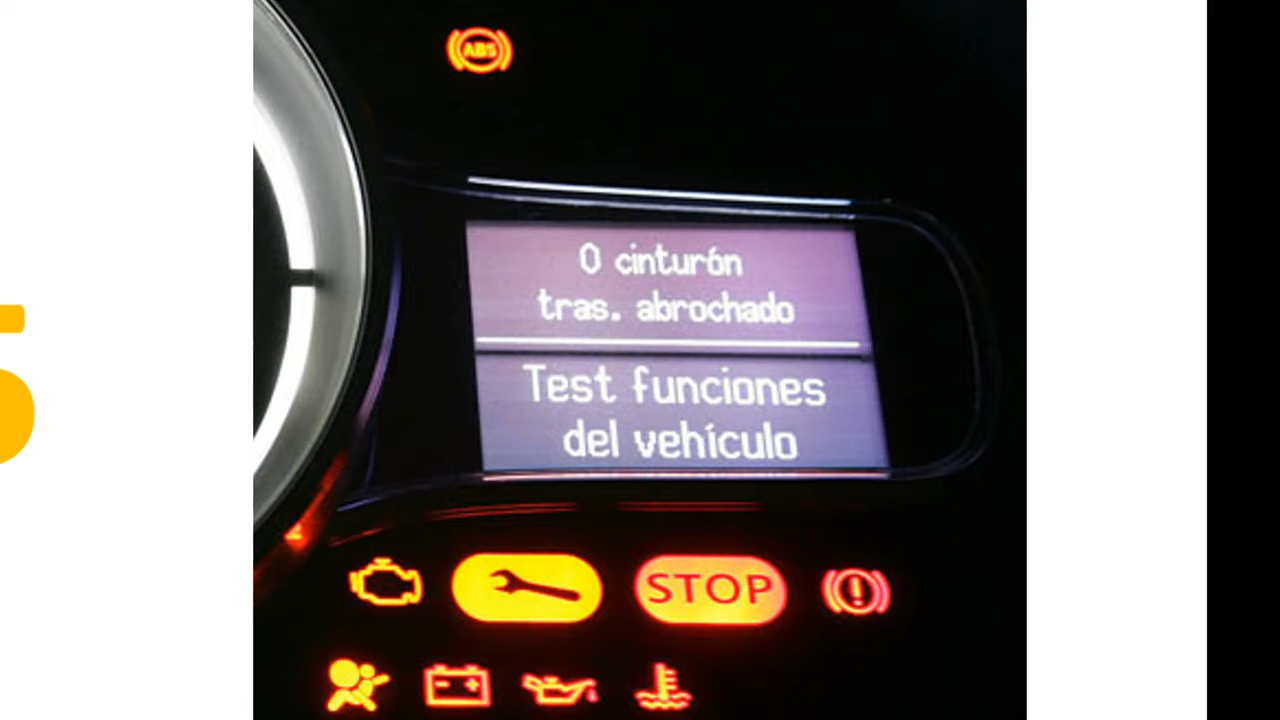 ABS
0 cinturón
tras. abrochado
Test funciones
del vehículo
STOP